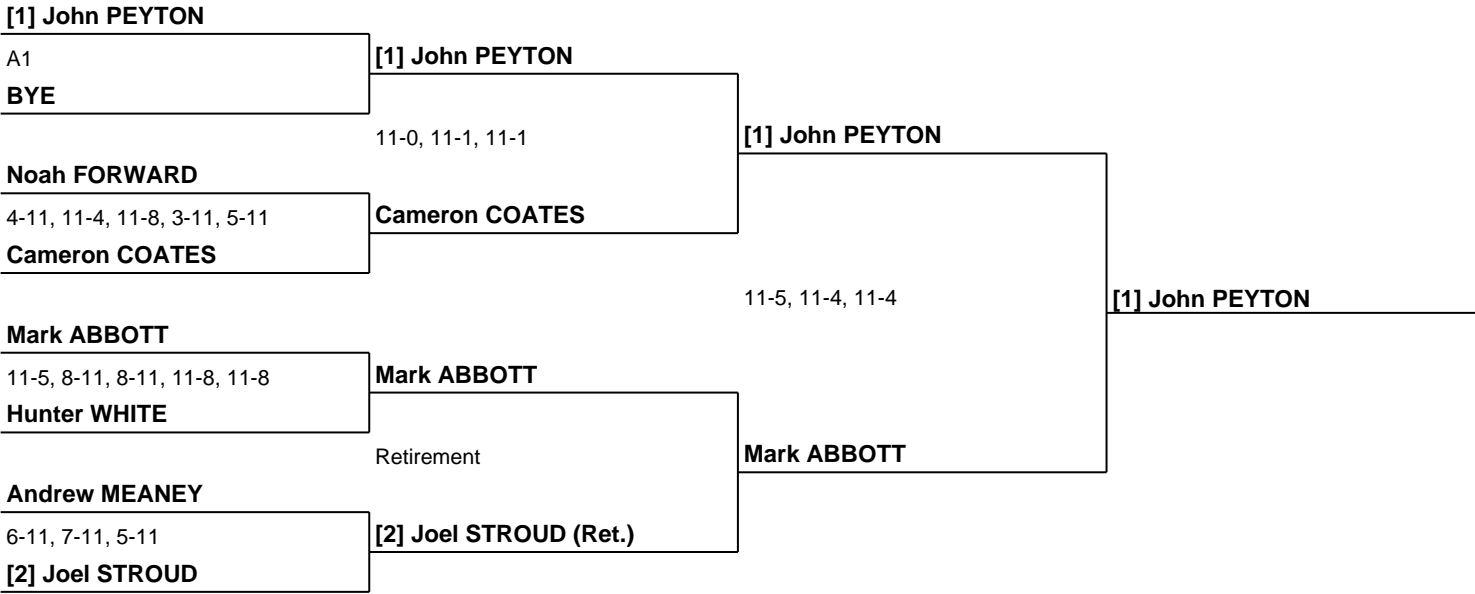 [1] John PEYTON
A1
BYE
[1] John PEYTON
11-0, 11-1, 11-1
[1] John PEYTON
Noah FORWARD
4-11, 11-4, 11-8, 3-11, 5-11
Cameron COATES
Cameron COATES
11-5, 11-4, 11-4
[1] John PEYTON
Mark ABBOTT
11-5, 8-11, 8-11, 11-8, 11-8
Hunter WHITE
Mark ABBOTT
Retirement
Mark ABBOTT
Andrew MEANEY
6-11, 7-11, 5-11
[2] Joel STROUD
[2] Joel STROUD (Ret.)